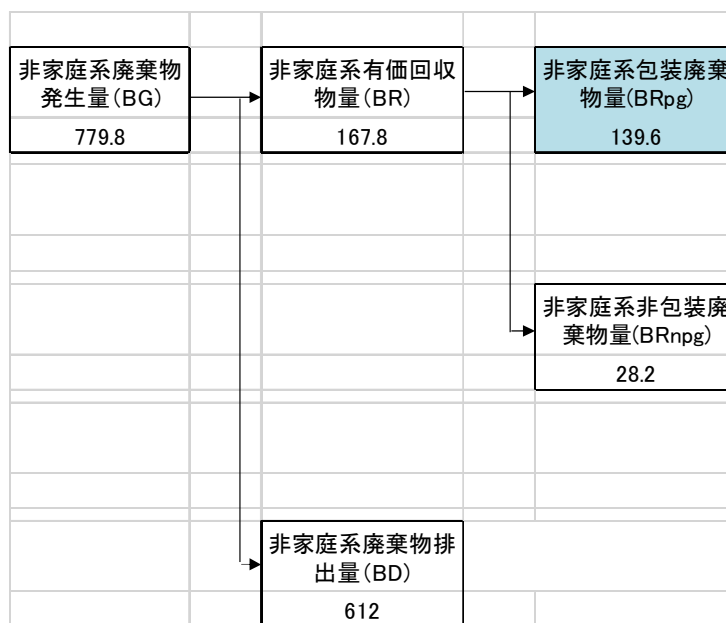 非家庭系廃棄物
発生量(BG)
779.8
非家庭系有価回収
物量(BR)
167.8
非家庭系包装廃棄
物量(BRpg)
139.6
非家庭系非包装廃
棄物量(BRnpg)
28.2
非家庭系廃棄物排
出量(BD)
612